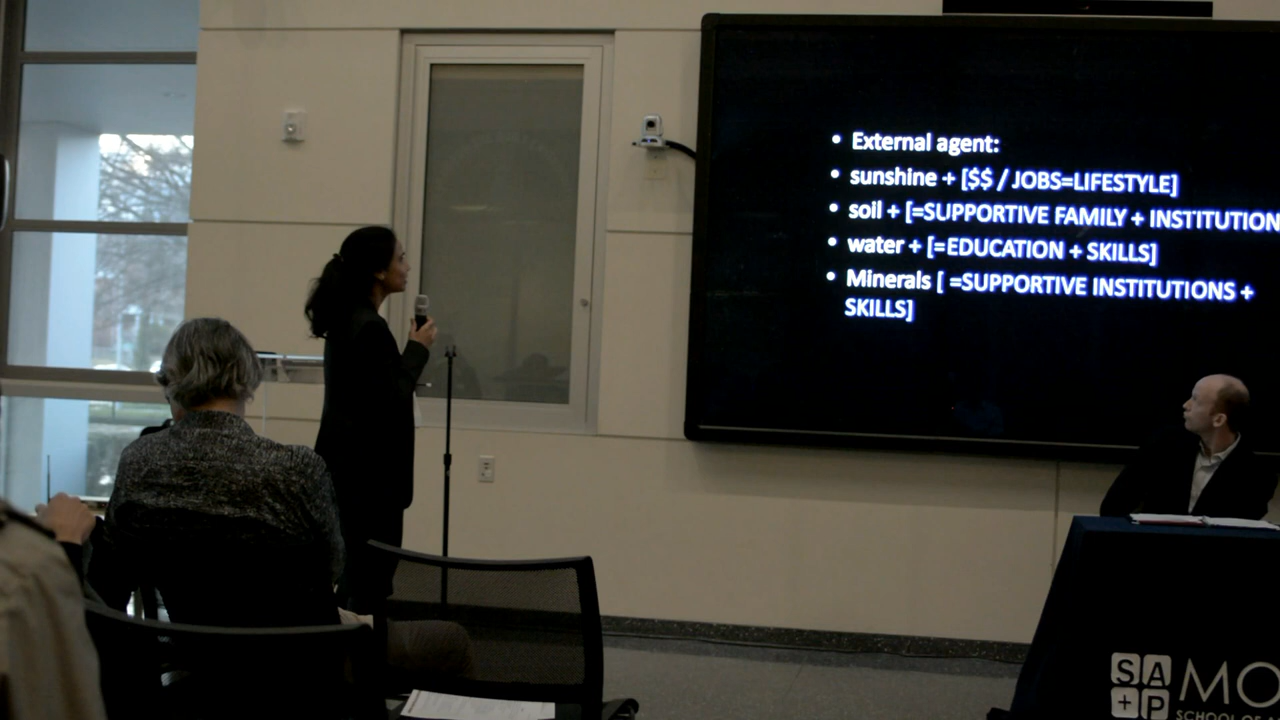 • External agent:
• sunshine + [$$ / JOBS=LIFESTYLE]
• soil + [=SUPPORTIVE FAMILY + INSTITUTION
• water + [=EDUCATION + SKILLS]
• Minerals [ =SUPPORTIVE INSTITUTIONS +
SKILLS]
SA
+P
MO
SCHOOL OF